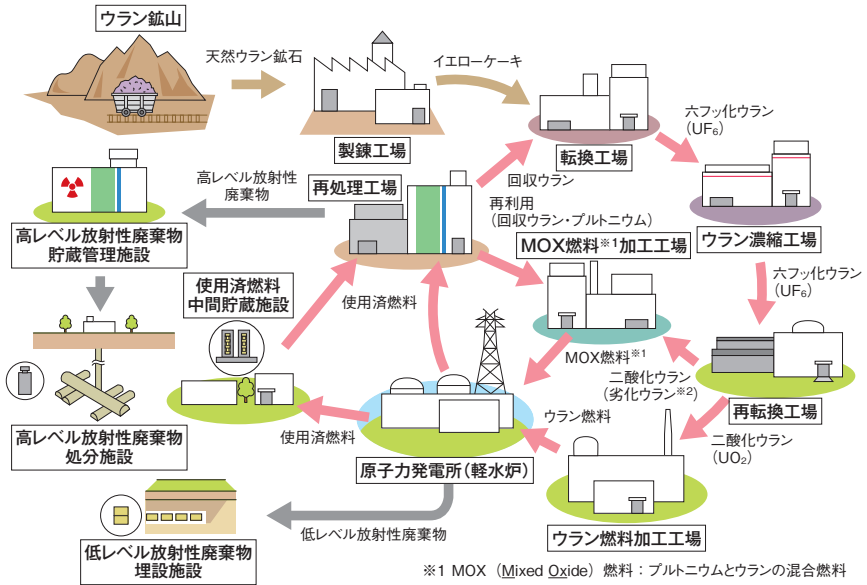 ウラン鉱山
天然ウラン鉱石
イエローケーキ
製錬工場
転換工場
六フッ化ウラン
(UF₆)
高レベル放射性
廃棄物
再処理工場
回収ウラン
再利用
(回収ウラン・プルトニウム)
ウラン濃縮工場
高レベル放射性廃棄物
貯蔵管理施設
MOX燃料※1加工工場
使用済燃料
中間貯蔵施設
使用済燃料
六フッ化ウラン
(UF₆)
MOX燃料※1
二酸化ウラン
(劣化ウラン※2)
再転換工場
ウラン燃料
二酸化ウラン
(UO₂)
高レベル放射性廃棄物
処分施設
使用済燃料
原子力発電所(軽水炉)
ウラン燃料加工工場
低レベル放射性廃棄物
低レベル放射性廃棄物
埋設施設
※1 MOX (Mixed Oxide) 燃料:プルトニウムとウランの混合燃料